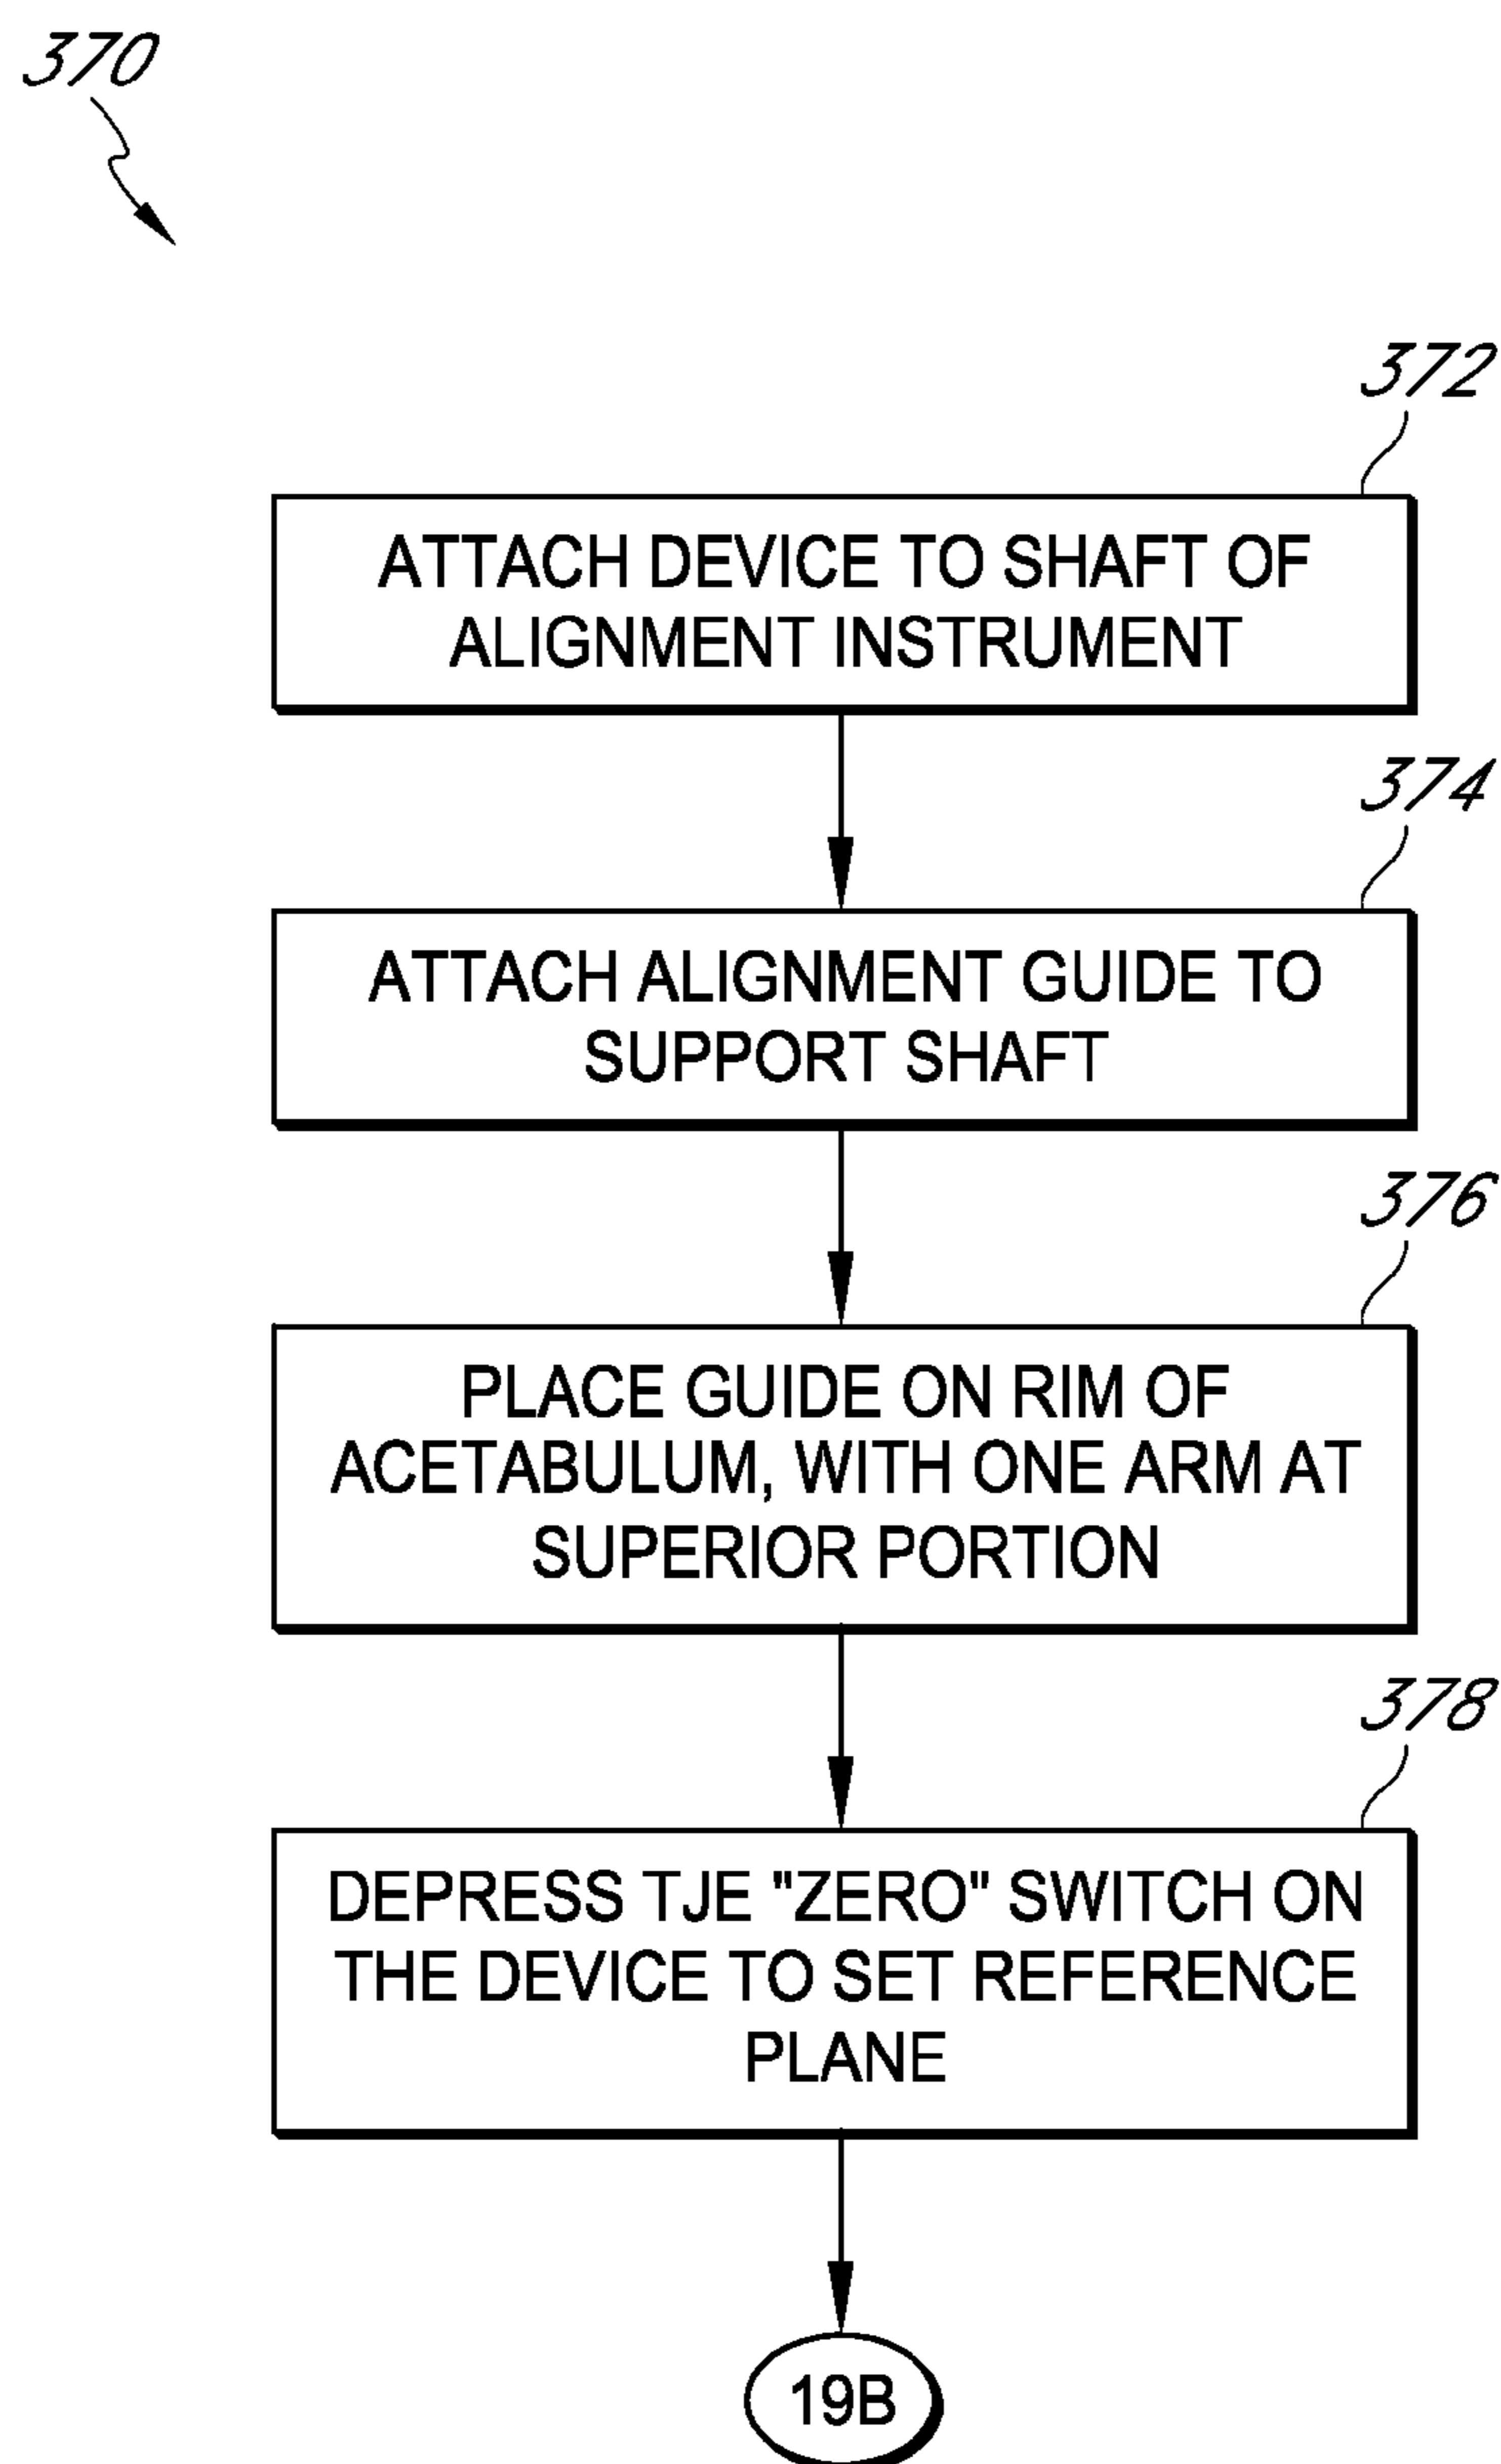 370
372
ATTACH DEVICE TO SHAFT OF
ALIGNMENT INSTRUMENT
374
ATTACH ALIGNMENT GUIDE TO
SUPPORT SHAFT
376
PLACE GUIDE ON RIM OF
ACETABULUM, WITH ONE ARM AT
SUPERIOR PORTION
378
DEPRESS TJE "ZERO" SWITCH ON
THE DEVICE TO SET REFERENCE
PLANE
19B